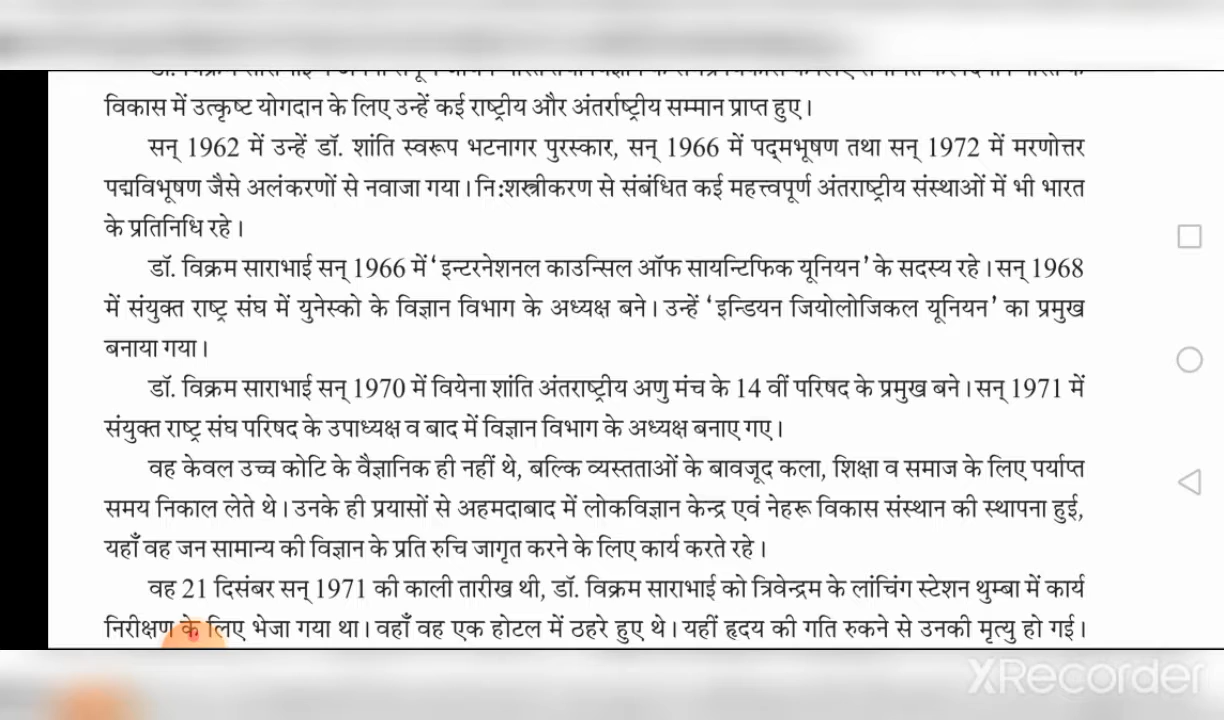 विकास में उत्कृष्ट योगदान के लिए उन्हें कई राष्ट्रीय और अंतर्राष्ट्रीय सम्मान प्राप्त हुए।
सन् 1962 में उन्हें डॉ. शांति स्वरूप भटनागर पुरस्कार, सन् 1966 में पद्मभूषण तथा सन् 1972 में मरणोत्तर
पद्मविभूषण जैसे अलंकरणों से नवाजा गया। नि:शस्त्रीकरण से संबंधित कई महत्त्वपूर्ण अंतराष्ट्रीय संस्थाओं में भी भारत
के प्रतिनिधि रहे।
डॉ. विक्रम साराभाई सन् 1966 में ‘इन्टरनेशनल काउन्सिल ऑफ सायन्टिफिक यूनियन’ के सदस्य रहे। सन् 1968
में संयुक्त राष्ट्र संघ में युनेस्को के विज्ञान विभाग के अध्यक्ष बने। उन्हें ‘इन्डियन जियोलोजिकल यूनियन’ का प्रमुख
बनाया गया।
डॉ. विक्रम साराभाई सन् 1970 में वियेना शांति अंतराष्ट्रीय अणु मंच के 14 वीं परिषद के प्रमुख बने। सन् 1971 में
संयुक्त राष्ट्र संघ परिषद के उपाध्यक्ष व बाद में विज्ञान विभाग के अध्यक्ष बनाए गए।
वह केवल उच्च कोटि के वैज्ञानिक ही नहीं थे, बल्कि व्यस्तताओं के बावजूद कला, शिक्षा व समाज के लिए पर्याप्त
समय निकाल लेते थे। उनके ही प्रयासों से अहमदाबाद में लोकविज्ञान केन्द्र एवं नेहरू विकास संस्थान की स्थापना हुई,
यहाँ वह जन सामान्य की विज्ञान के प्रति रुचि जागृत करने के लिए कार्य करते रहे।
वह 21 दिसंबर सन् 1971 की काली तारीख थी, डॉ. विक्रम साराभाई को त्रिवेन्द्रम के लांचिंग स्टेशन थुम्बा में कार्य
निरीक्षण के लिए भेजा गया था। वहाँ वह एक होटल में ठहरे हुए थे। यहीं हृदय की गति रुकने से उनकी मृत्यु हो गई।
XRecorder